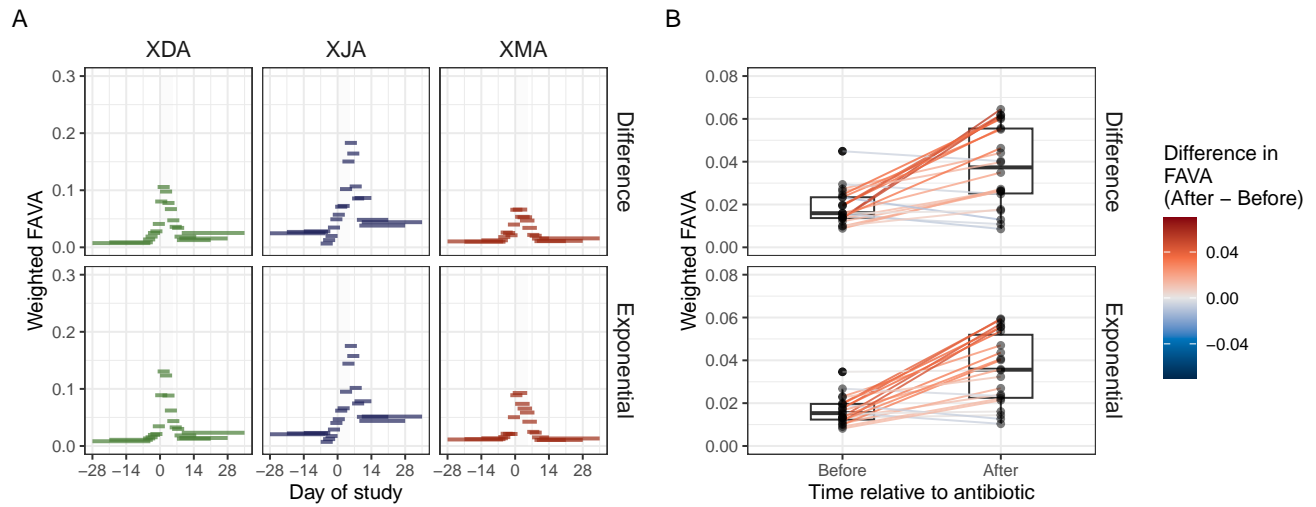 A
B
XDA
XJA
XMA
Weighted FAVA
0.3
0.2
0.1
0.0
Difference
0.3
0.2
0.1
0.0
Exponential
−28 −14 0 14 28
−28 −14 0 14 28
−28 −14 0 14 28
Day of study
Weighted FAVA
0.08
0.06
0.04
0.02
0.00
Difference
0.08
0.06
0.04
0.02
0.00
Exponential
Before
After
Time relative to antibiotic
Difference in
FAVA
(After − Before)
0.04
0.00
−0.04